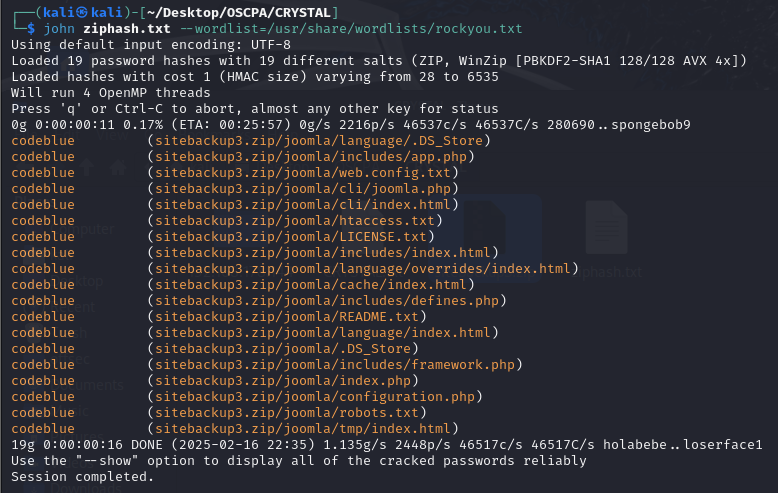 ┌──(kali㉿kali)-[~/Desktop/OSCPA/CRYSTAL]
└─$ john ziphash.txt --wordlist=/usr/share/wordlists/rockyou.txt
Using default input encoding: UTF-8
Loaded 19 password hashes with 19 different salts (ZIP, WinZip [PBKDF2-SHA1 128/128 AVX 4x])
Loaded hashes with cost 1 (HMAC size) varying from 28 to 6535
Will run 4 OpenMP threads
Press 'q' or Ctrl-C to abort, almost any other key for status
0g 0:00:00:11 0.17% (ETA: 00:25:57) 0g/s 2216p/s 46537c/s 46537C/s 280690..spongebob9
codeblue         (sitebackup3.zip/joomla/language/.DS_Store)
codeblue         (sitebackup3.zip/joomla/includes/app.php)
codeblue         (sitebackup3.zip/joomla/web.config.txt)
codeblue         (sitebackup3.zip/joomla/cli/joomla.php)
codeblue         (sitebackup3.zip/joomla/cli/index.html)
codeblue         (sitebackup3.zip/joomla/htaccess.txt)
codeblue         (sitebackup3.zip/joomla/LICENSE.txt)
codeblue         (sitebackup3.zip/joomla/includes/index.html)
codeblue         (sitebackup3.zip/joomla/language/overrides/index.html)
codeblue         (sitebackup3.zip/joomla/cache/index.html)
codeblue         (sitebackup3.zip/joomla/includes/defines.php)
codeblue         (sitebackup3.zip/joomla/README.txt)
codeblue         (sitebackup3.zip/joomla/language/index.html)
codeblue         (sitebackup3.zip/joomla/.DS_Store)
codeblue         (sitebackup3.zip/joomla/includes/framework.php)
codeblue         (sitebackup3.zip/joomla/index.php)
codeblue         (sitebackup3.zip/joomla/configuration.php)
codeblue         (sitebackup3.zip/joomla/robots.txt)
codeblue         (sitebackup3.zip/joomla/tmp/index.html)
19g 0:00:00:16 DONE (2025-02-16 22:35) 1.135g/s 2448p/s 46517c/s 46517C/s holabebe..loserface1
Use the "--show" option to display all of the cracked passwords reliably
Session completed.